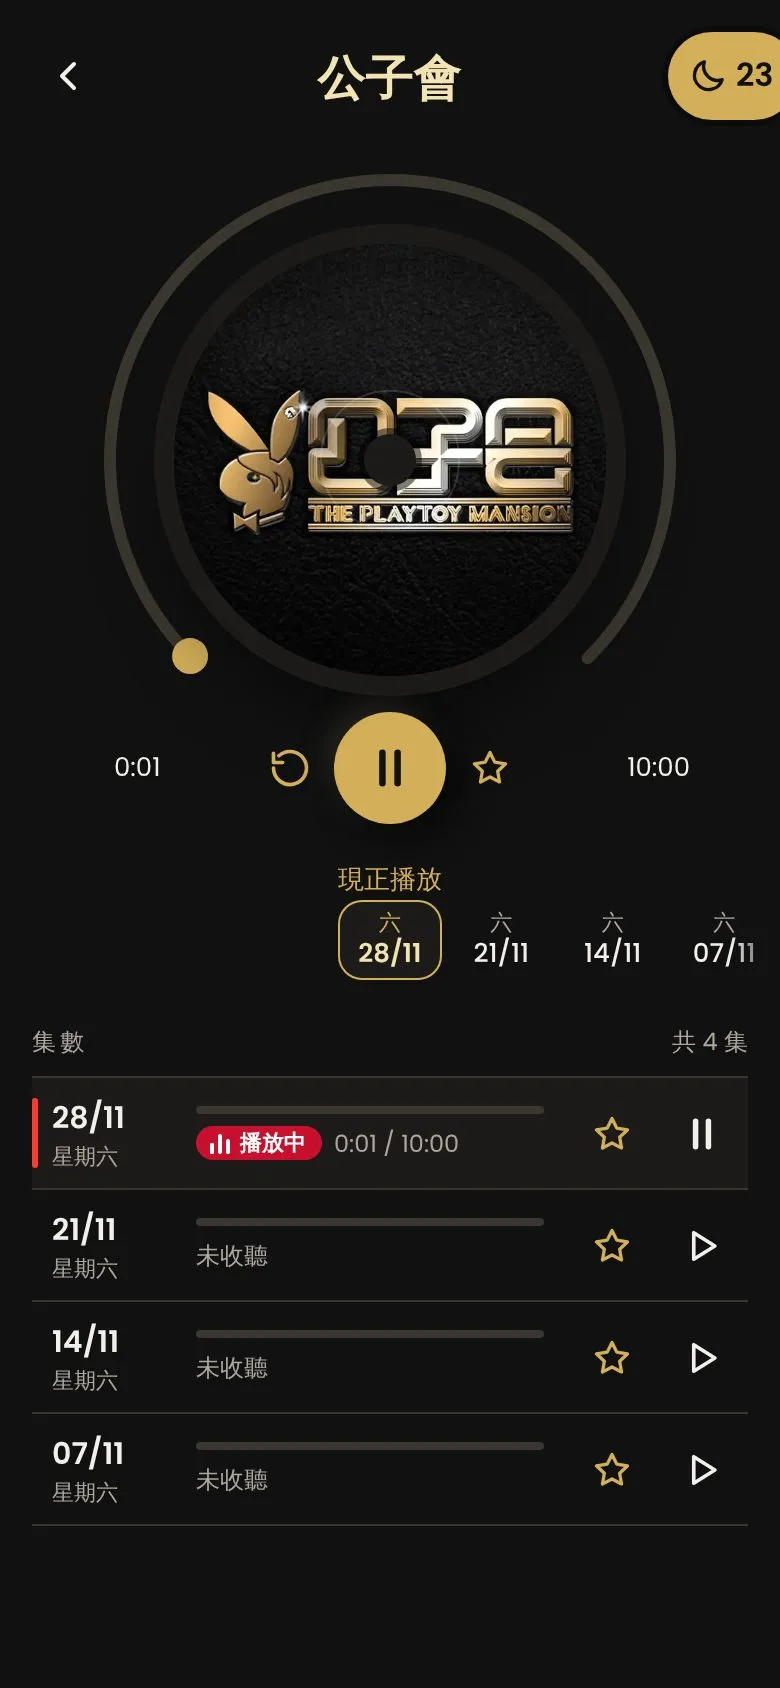 公子會
23
THE PLAYTOY MANSION
0:01
10:00
現正播放
六 六 六 六
28/11 21/11 14/11 07/11
集數 共 4 集
28/11
星期六
播放中 0:01 / 10:00
21/11
星期六
未收聽
14/11
星期六
未收聽
07/11
星期六
未收聽